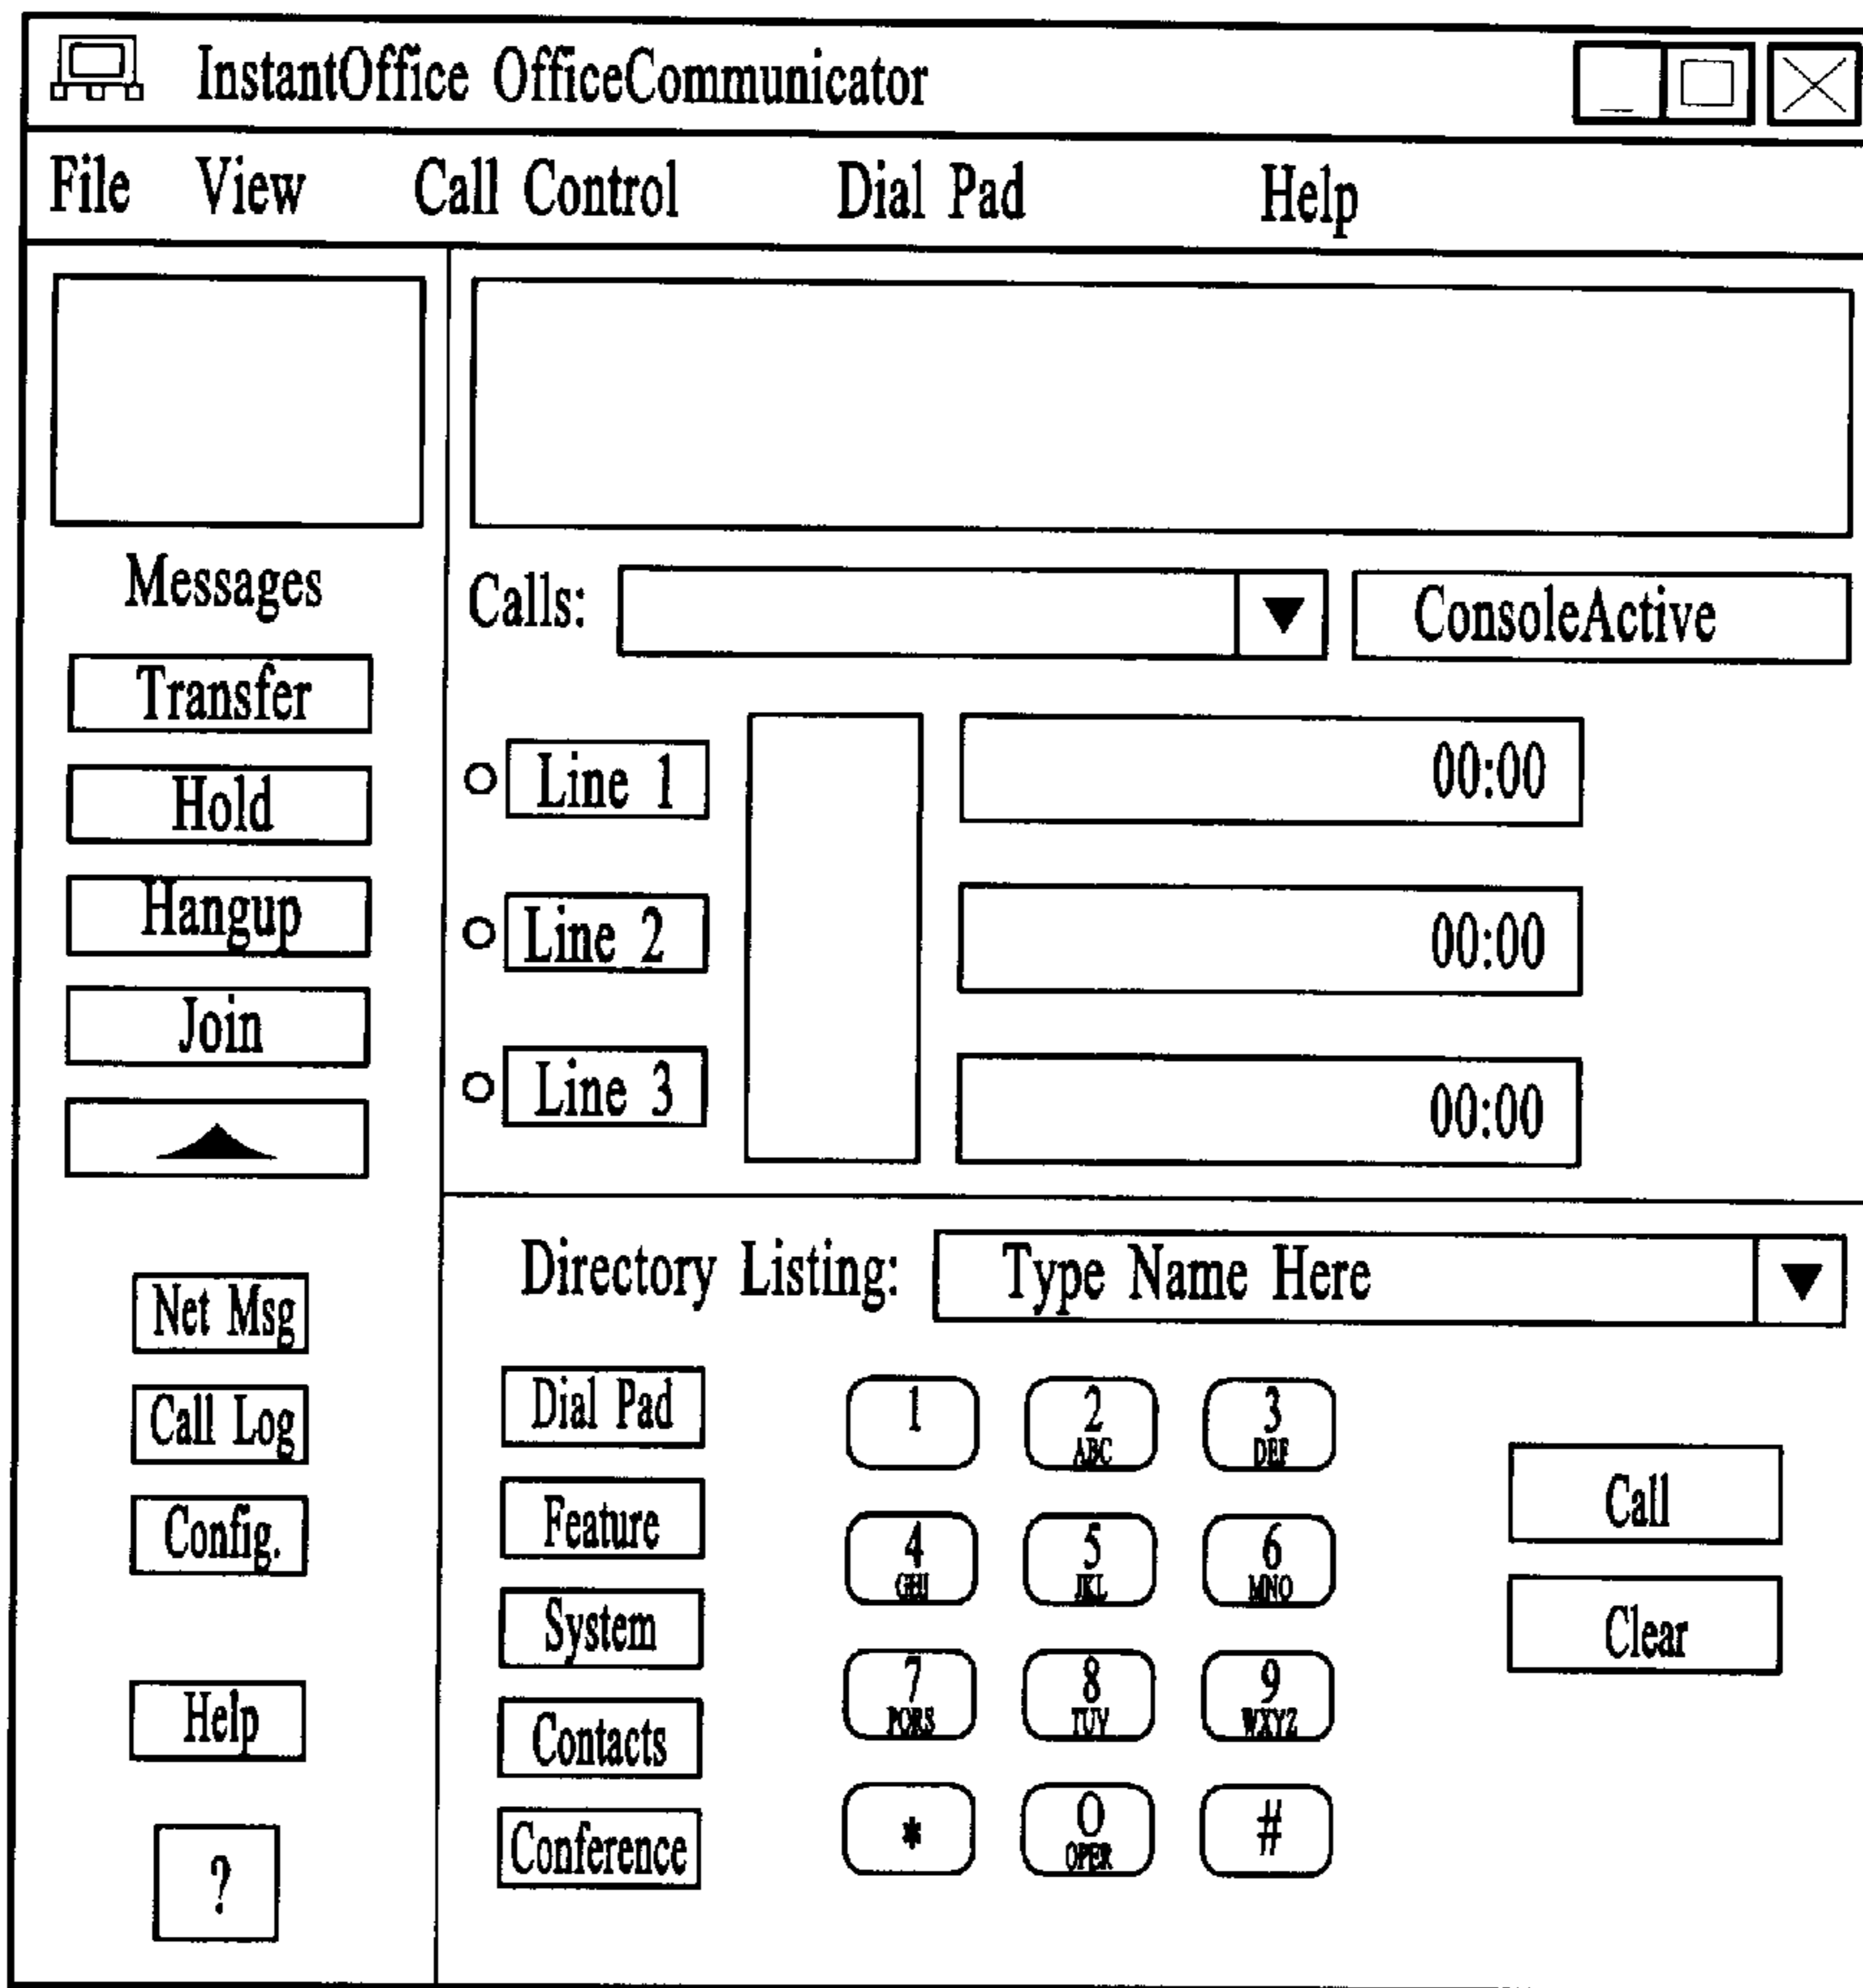 InstantOffice OfficeCommunicator
File View Call Control Dial Pad Help
Messages
Transfer
Hold
Hangup
Join
Net Msg
Call Log
Config.
Help
?
Calls: ConsoleActive
Line 1 00:00
Line 2 00:00
Line 3 00:00
Directory Listing: Type Name Here
Dial Pad
Feature
System
Contacts
Conference
1 2 3
ABC DEF
4 5 6
GHI JKL MNO
7 8 9
PQRS TUV WXYZ
* 0 #
OPER
Call
Clear